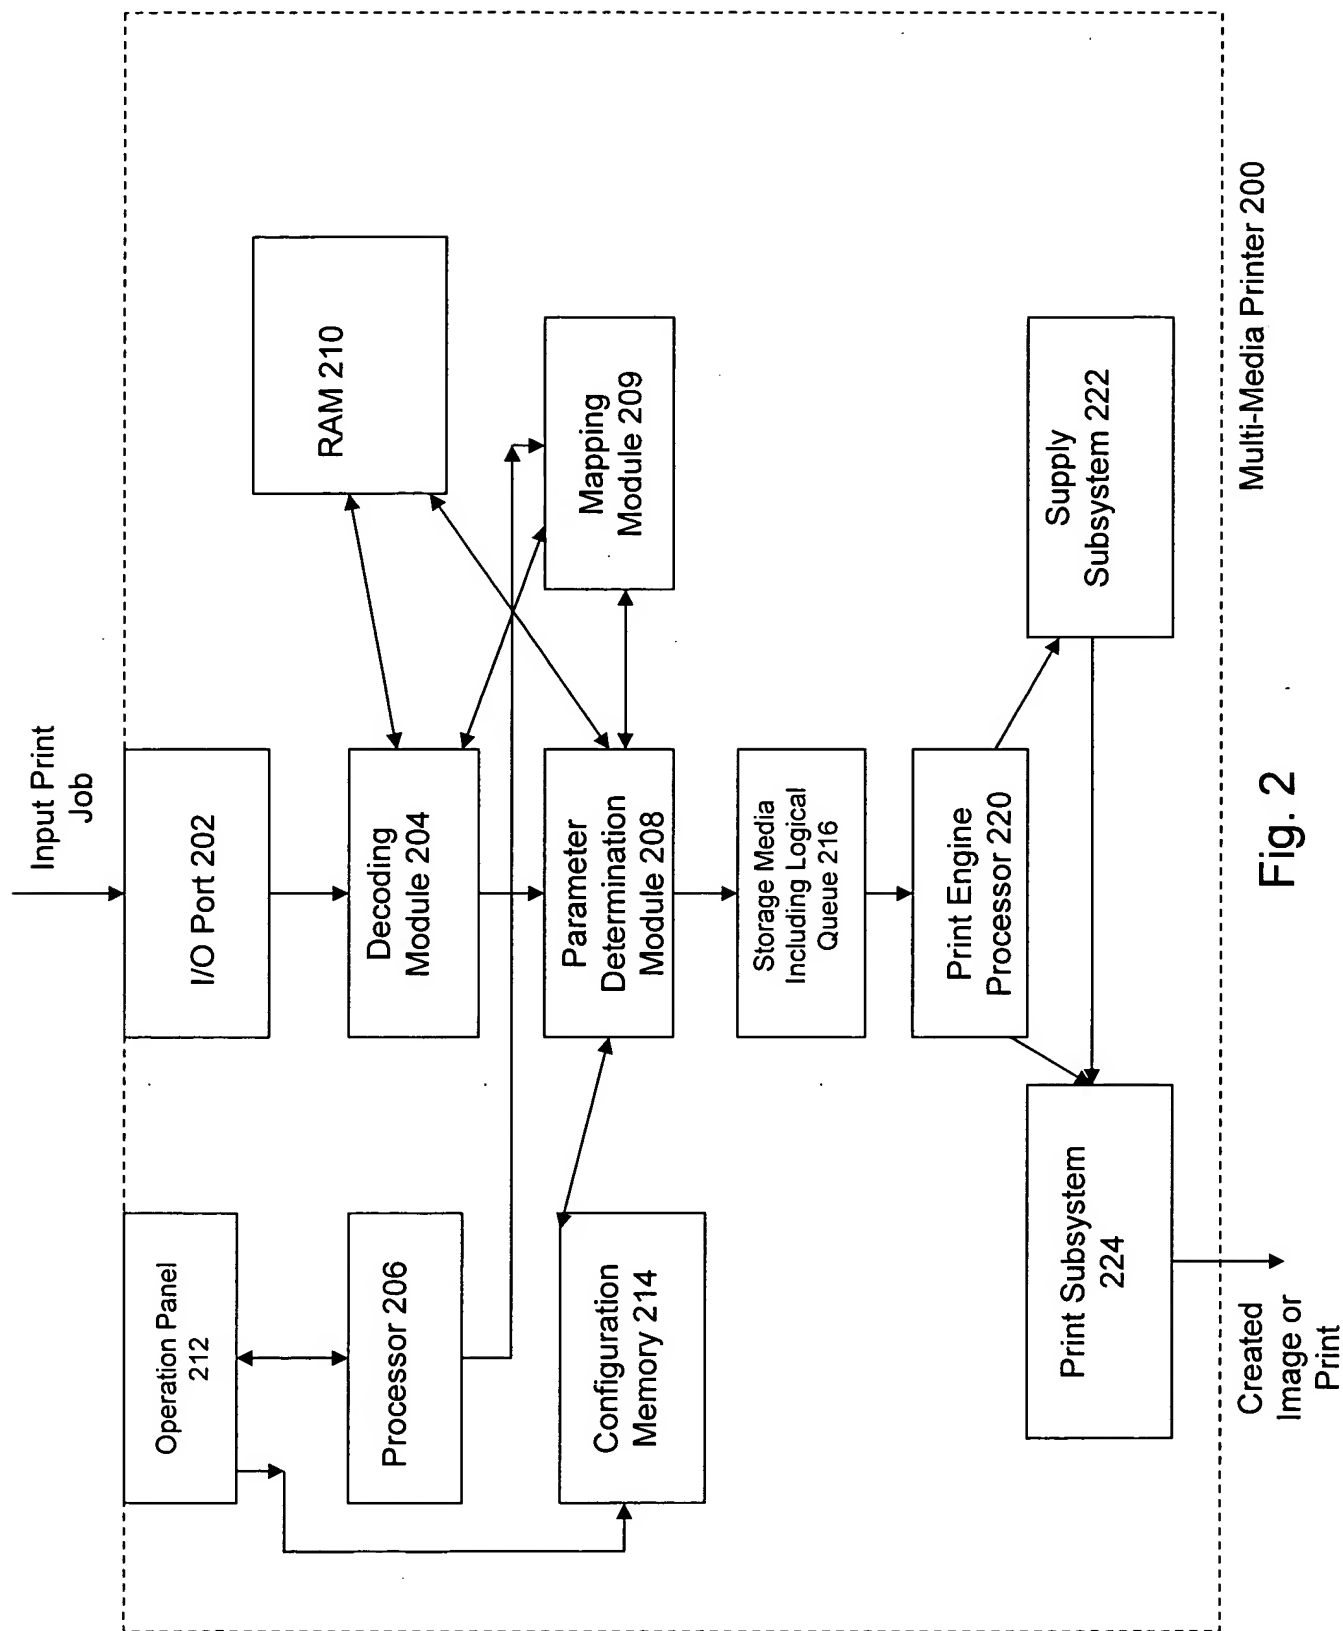 Input Print
Job
Operation Panel
212
I/O Port 202
RAM 210
Processor 206
Decoding
Module 204
Configuration
Memory 214
Parameter
Determination
Module 208
Mapping
Module 209
Storage Media
Including Logical
Queue 216
Print Engine
Processor 220
Print Subsystem
224
Supply
Subsystem 222
Created
Image or
Print
Multi-Media Printer 200
Fig. 2